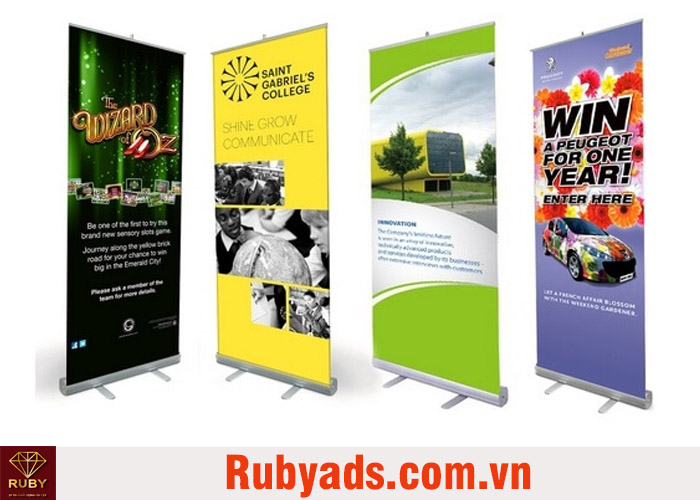 The
WIZARD
of OZ
Be one of the first to try this
brand new sensory slots game.
Journey along the yellow brick
road for your chance to win
big in the Emerald City!
Please ask a member of the
team for more details.
SAINT
GABRIEL'S
COLLEGE
SHINE GROW
COMMUNICATE
INNOVATION
PEUGEOT
WIN
A PEUGEOT
FOR ONE
YEAR!
ENTER HERE
LET A FRENCH AFFAIR BLOSSOM
WITH THE WEEKEND GARDENER.
RUBY
Rubyads.com.vn